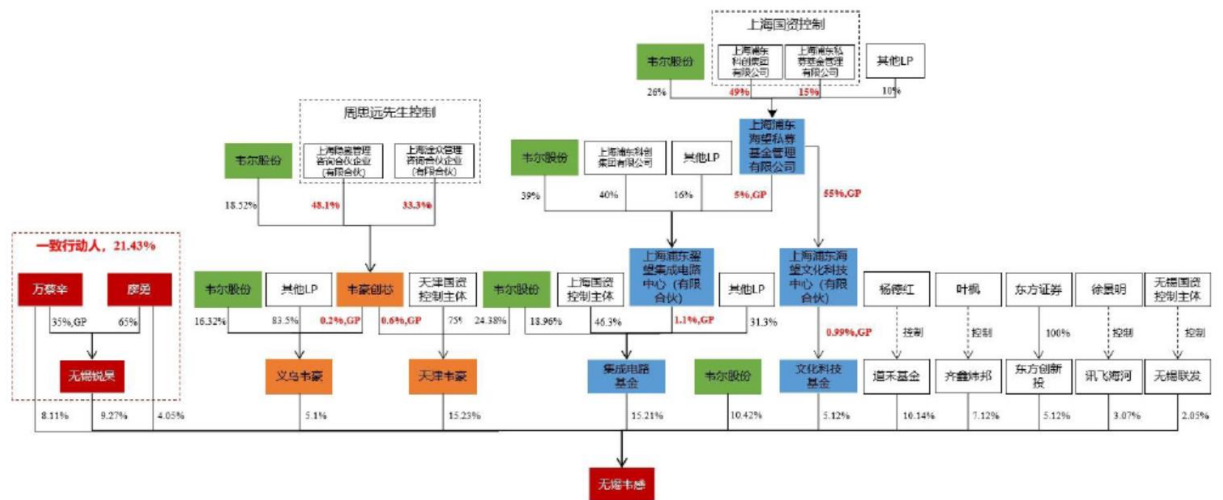 上海国资控制
韦尔股份
上海浦东
科创集团
有限公司
上海浦东私
募基金管理
有限公司
其他LP
26%
49%
15%
10%
周思远先生控制
韦尔股份
管理
咨询合伙企业
(有限合伙)
管理
咨询合伙企业
(有限合伙)
18.52%
48.1%
33.3%
韦尔股份
上海浦东科创
集团有限公司
其他LP
上海浦东
海望私募
基金管理
有限公司
39%
40%
16%
5%,GP
55%,GP
一致行动人，21.43%
万蔡辛
廖勇
35%,GP
65%
无锡锐昊
韦尔股份
其他LP
韦豪创芯
天津国资
控制主体
16.32%
83.5%
0.2%,GP
0.6%,GP
75%
24.38%
义乌韦豪
天津韦豪
韦尔股份
上海国资
控制主体
上海浦东
望集成电路
中心（有限
合伙）
其他LP
18.96%
46.3%
1.1%,GP
31.3%
集成电路
基金
韦尔股份
上海浦东海
望文化科技
中心（有限
合伙）
0.99%,GP
文化科技
基金
杨德红
叶枫
东方证券
徐景明
无锡国资
控制主体
控制
控制
100%
控制
控制
道禾基金
齐鑫炜邦
东方创新
投
讯飞海河
无锡联发
8.11%
9.27%
4.05%
5.1%
15.23%
15.21%
10.42%
5.12%
10.14%
7.12%
5.12%
3.07%
2.05%
无锡韦感